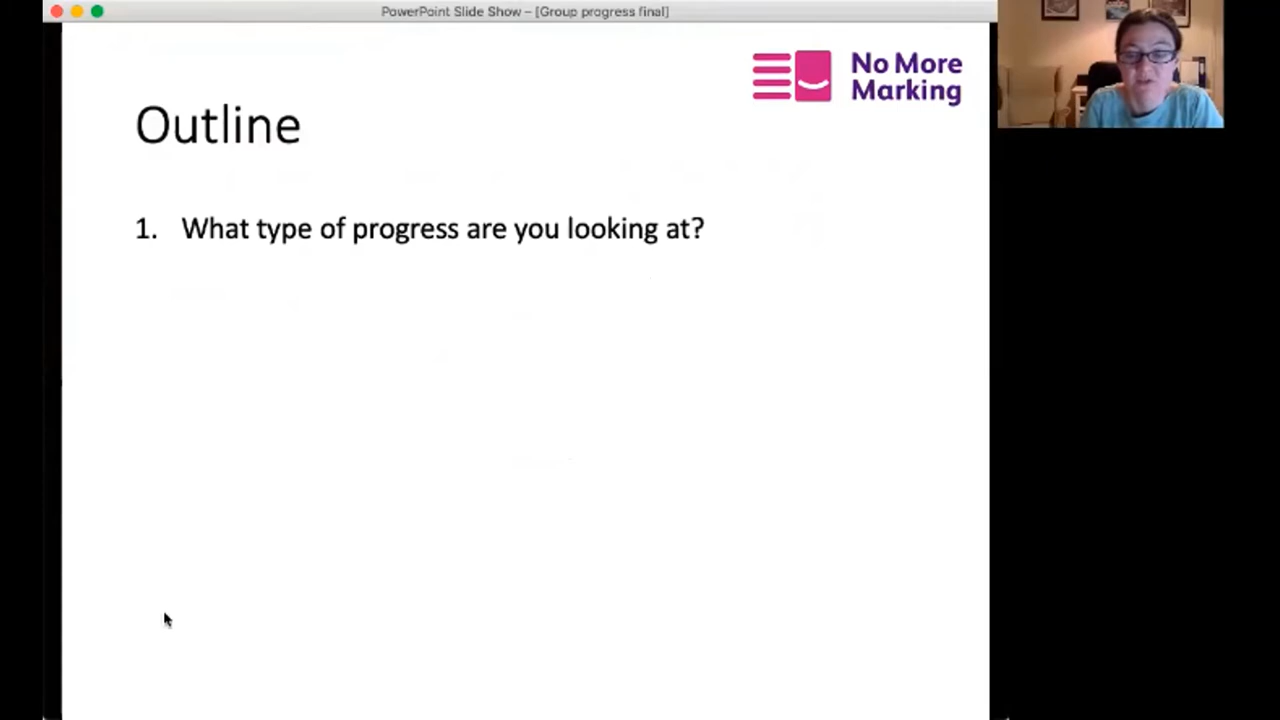 PowerPoint Slide Show – [Group progress final]
No More
Marking
Outline
1. What type of progress are you looking at?